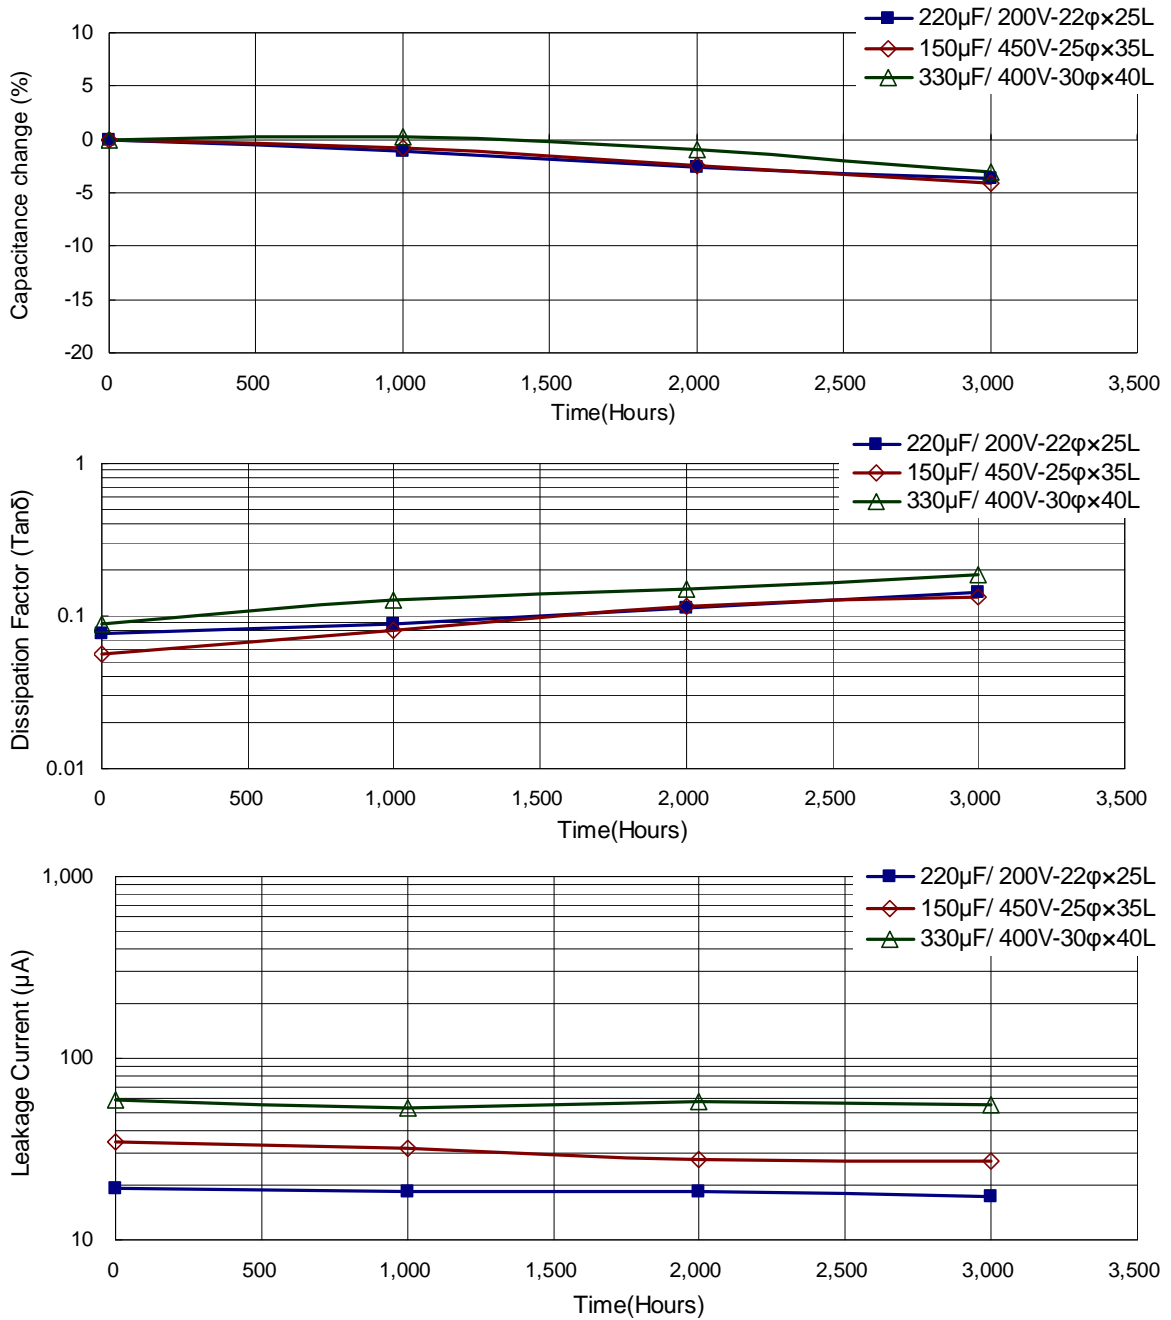 220µF/ 200V-22φ×25L
150µF/ 450V-25φ×35L
330µF/ 400V-30φ×40L
Capacitance change (%)
10
5
0
-5
-10
-15
-20
0 500 1,000 1,500 2,000 2,500 3,000 3,500
Time(Hours)
220µF/ 200V-22φ×25L
150µF/ 450V-25φ×35L
330µF/ 400V-30φ×40L
Dissipation Factor (Tanδ)
1
0.1
0.01
0 500 1,000 1,500 2,000 2,500 3,000 3,500
Time(Hours)
220µF/ 200V-22φ×25L
150µF/ 450V-25φ×35L
330µF/ 400V-30φ×40L
Leakage Current (µA)
1,000
100
10
0 500 1,000 1,500 2,000 2,500 3,000 3,500
Time(Hours)